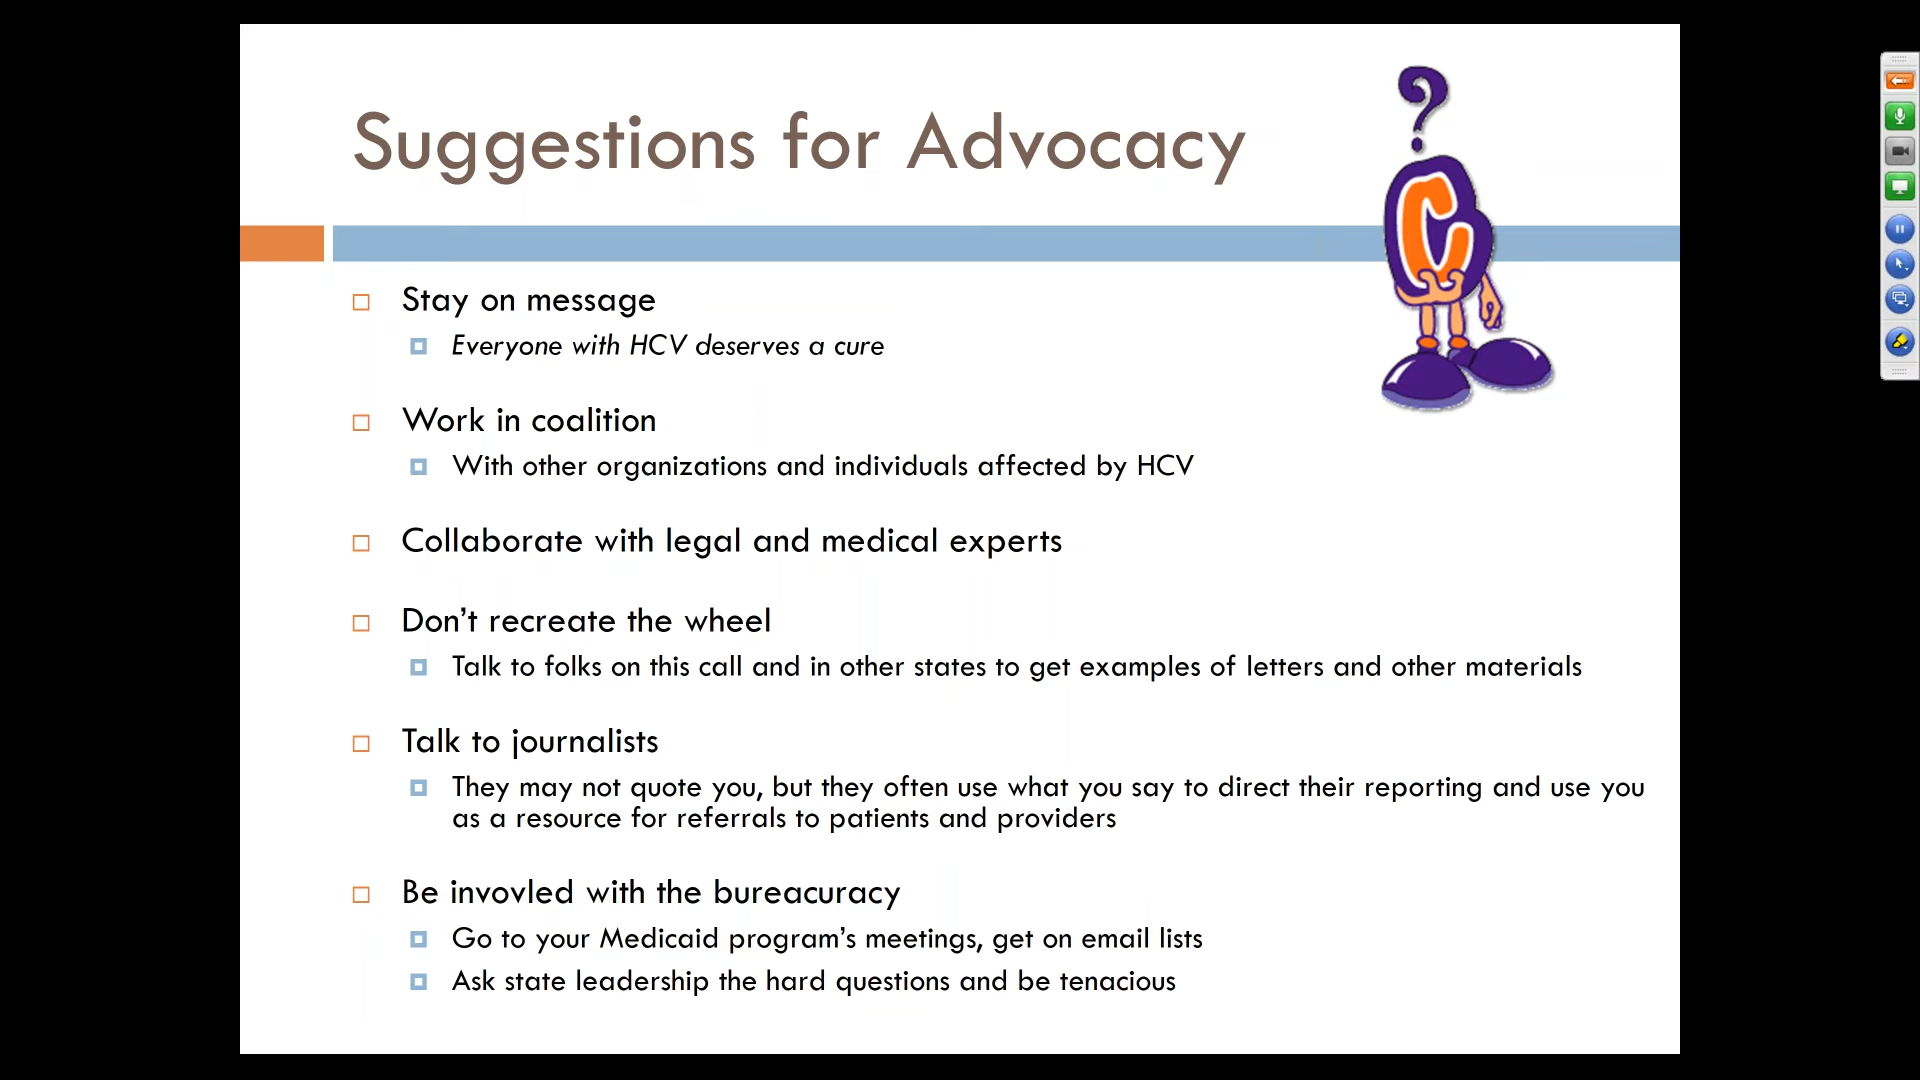 Suggestions for Advocacy
?
C
Stay on message
Everyone with HCV deserves a cure
Work in coalition
With other organizations and individuals affected by HCV
Collaborate with legal and medical experts
Don't recreate the wheel
Talk to folks on this call and in other states to get examples of letters and other materials
Talk to journalists
They may not quote you, but they often use what you say to direct their reporting and use you
as a resource for referrals to patients and providers
Be invovled with the bureacuracy
Go to your Medicaid program's meetings, get on email lists
Ask state leadership the hard questions and be tenacious